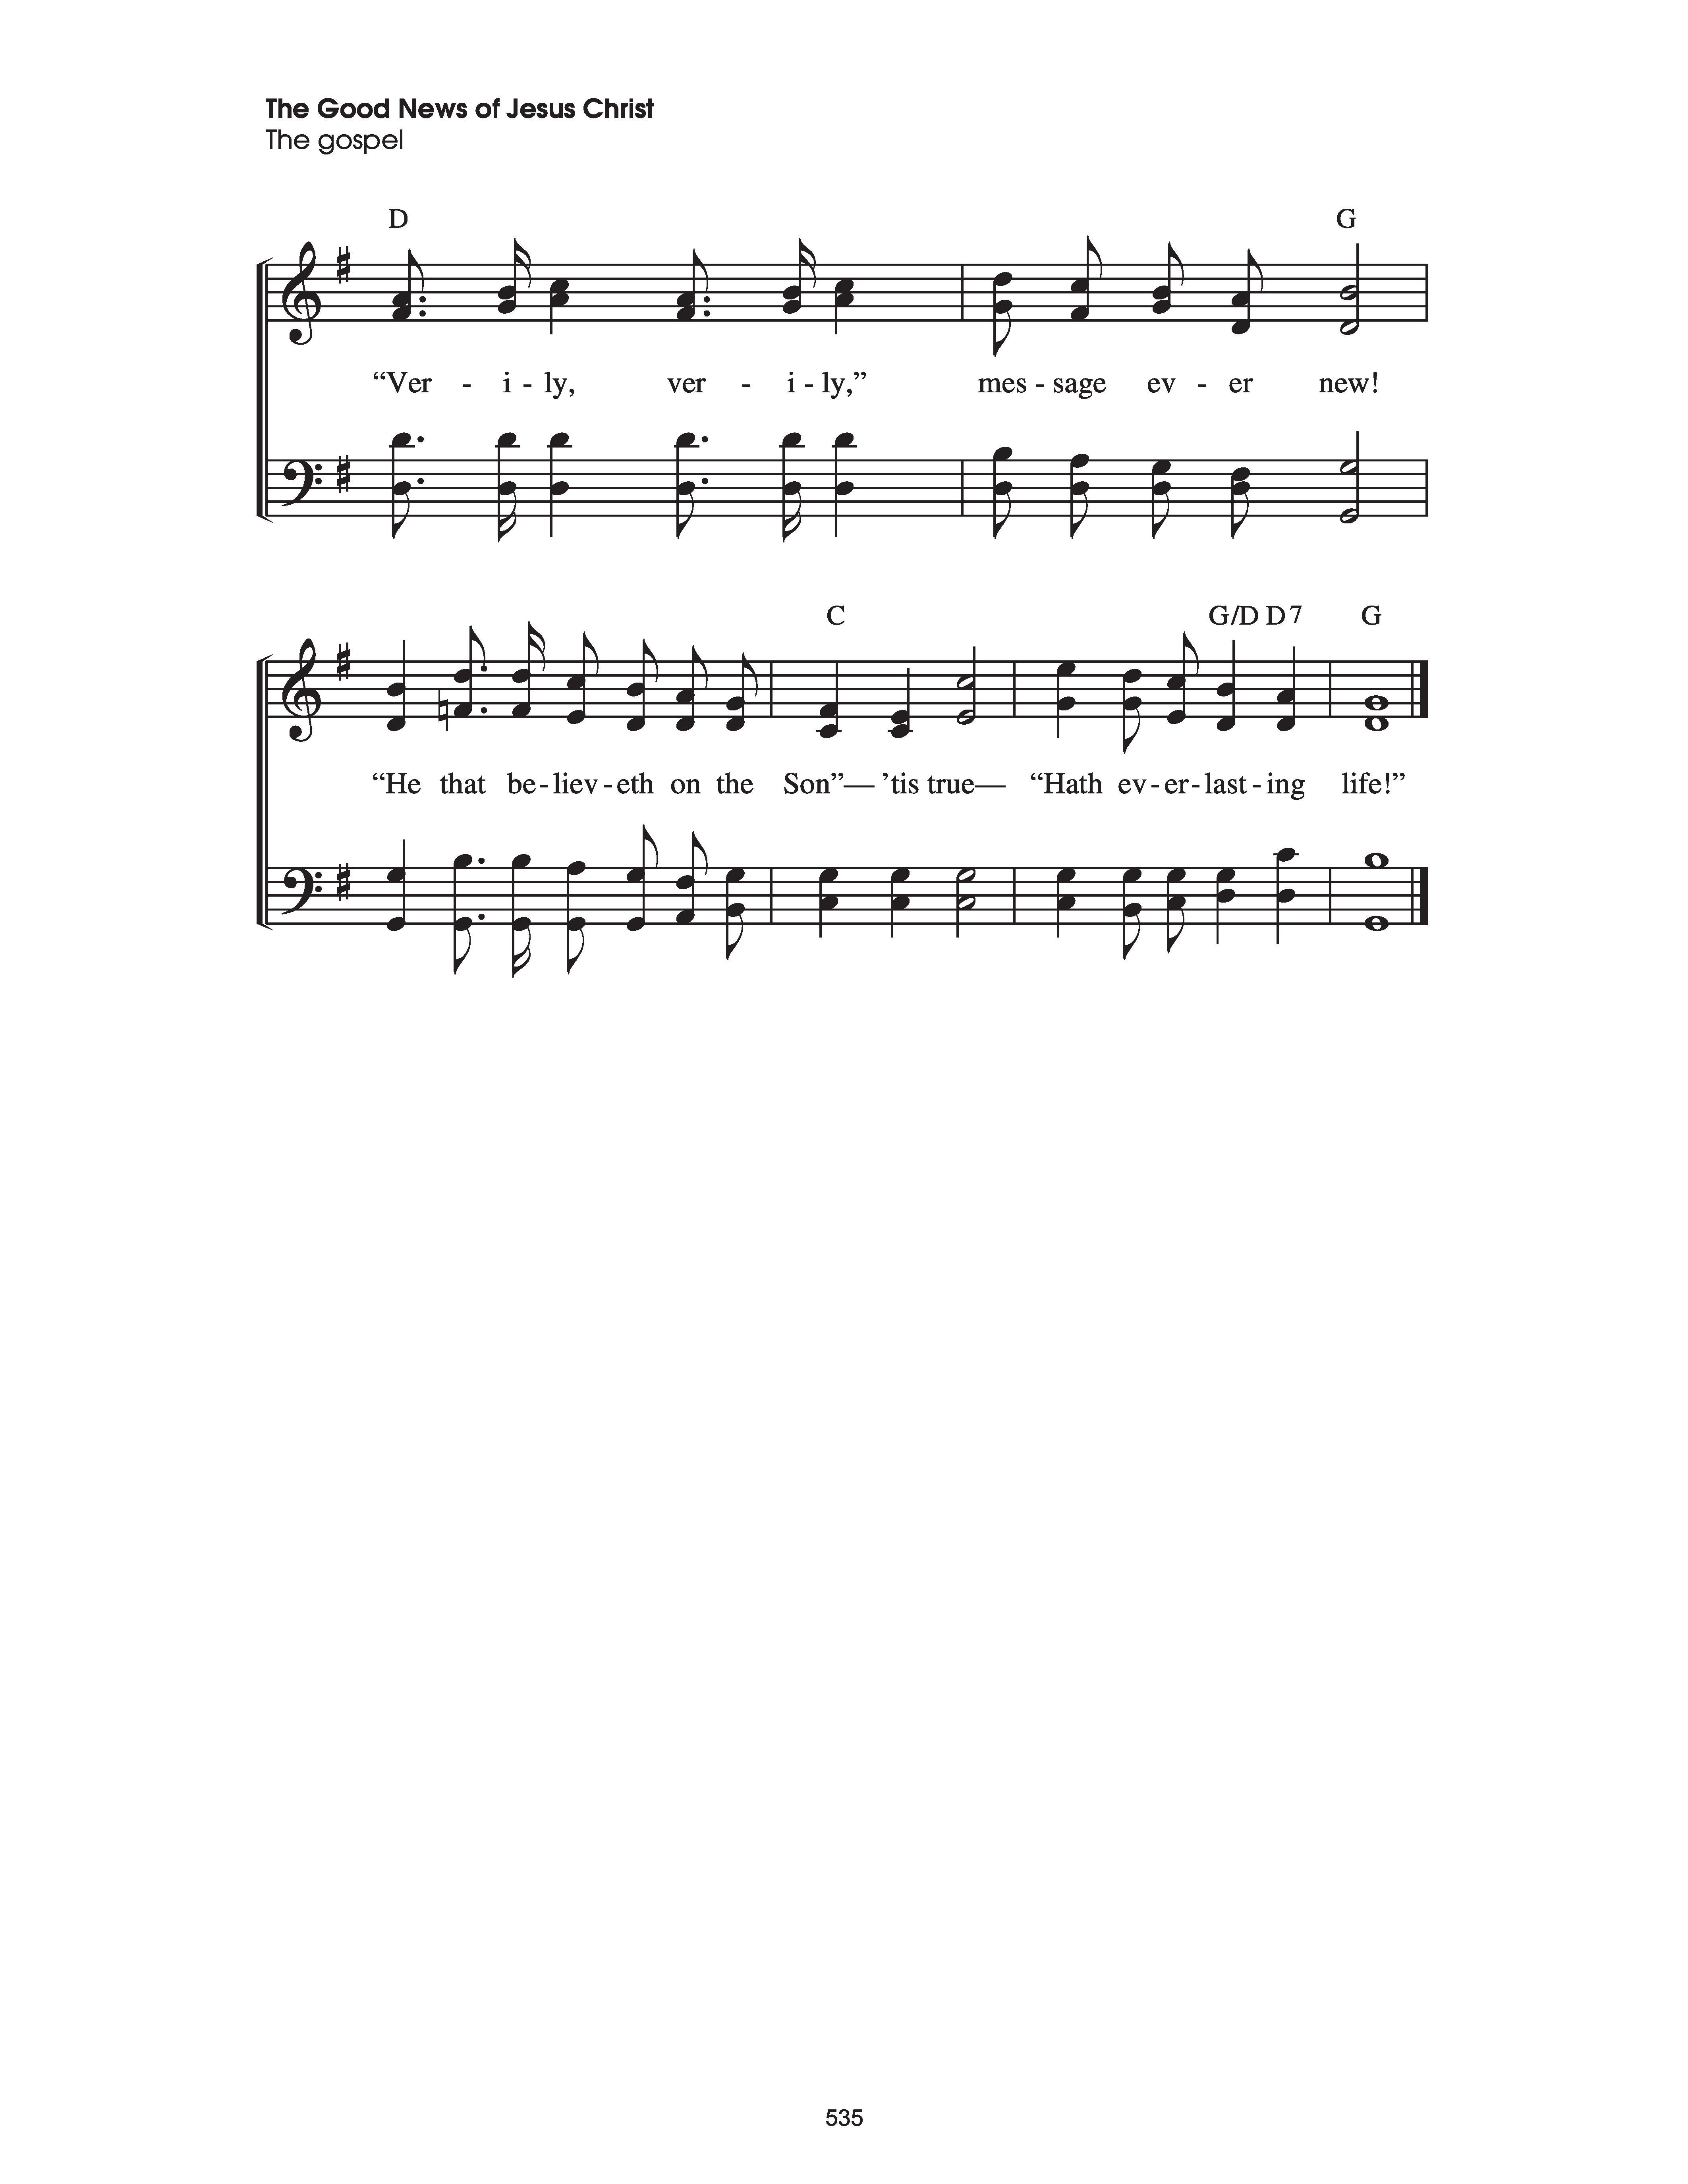 The Good News of Jesus Christ
The gospel
D G
“Ver - i - ly, ver - i - ly,” mes - sage ev - er new!
C G/D D7 G
“He that be - liev - eth on the Son”— ’tis true— “Hath ev - er - last - ing life!”
535